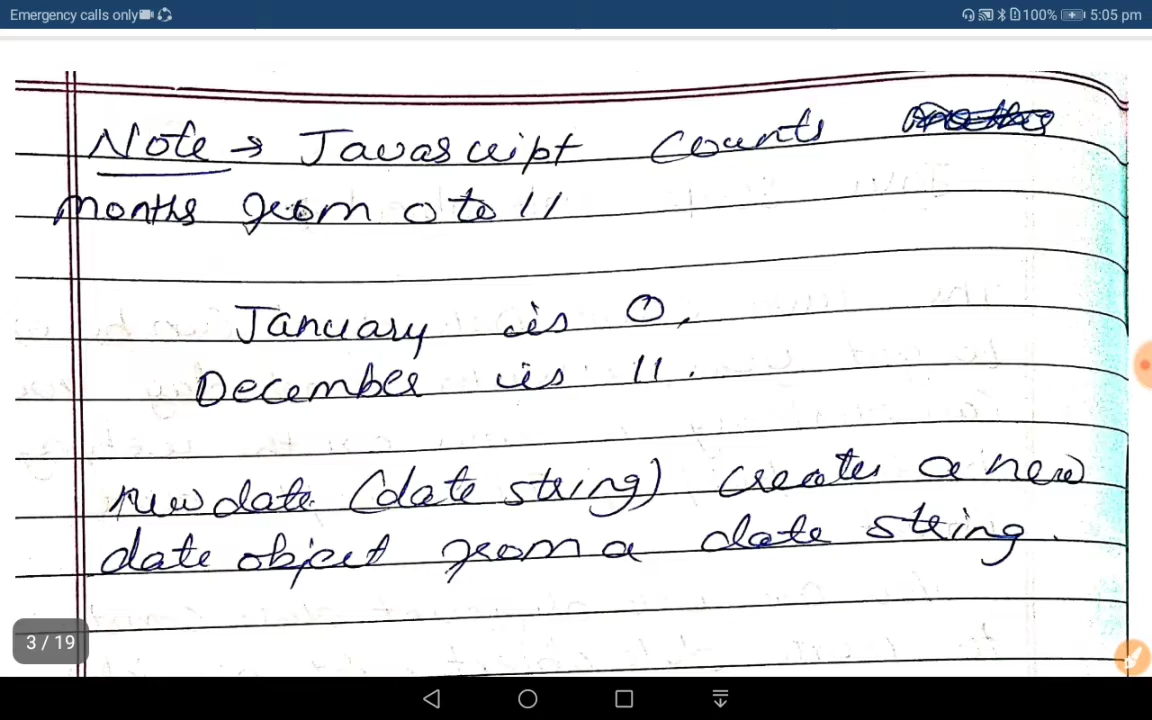 Emergency calls only
100% 5:05 pm
Note → Javascript counts
months from 0 to 11
January is 0.
December is 11.
new date (date string) creates a new
date object from a date string.
3 / 19